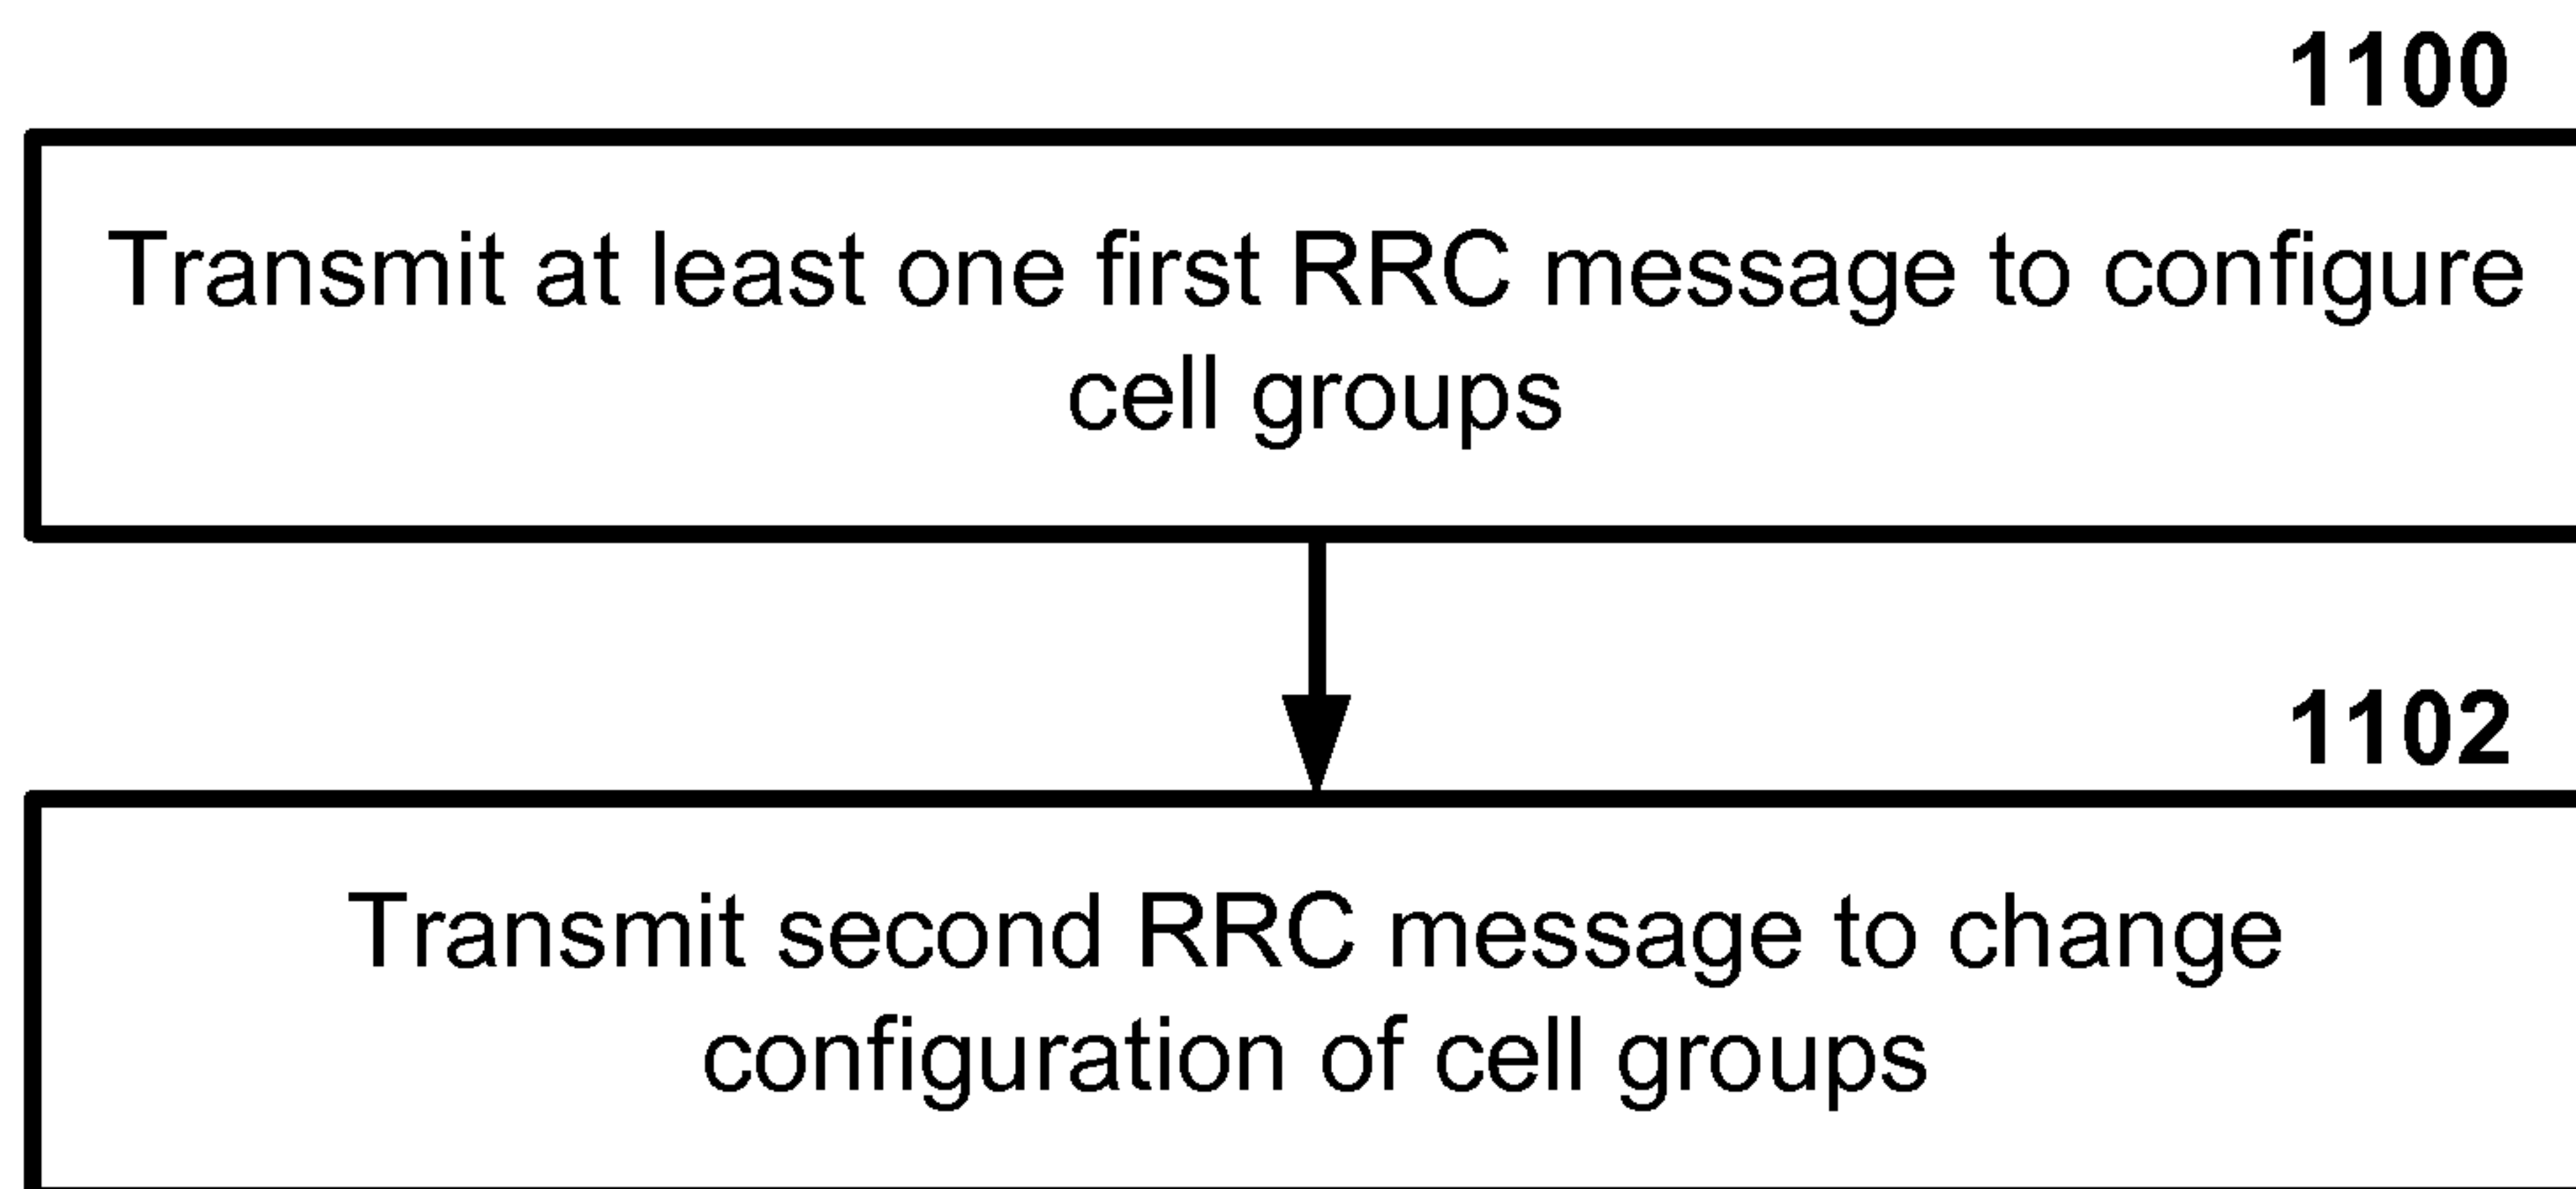 1100
Transmit at least one first RRC message to configure
cell groups
1102
Transmit second RRC message to change
configuration of cell groups